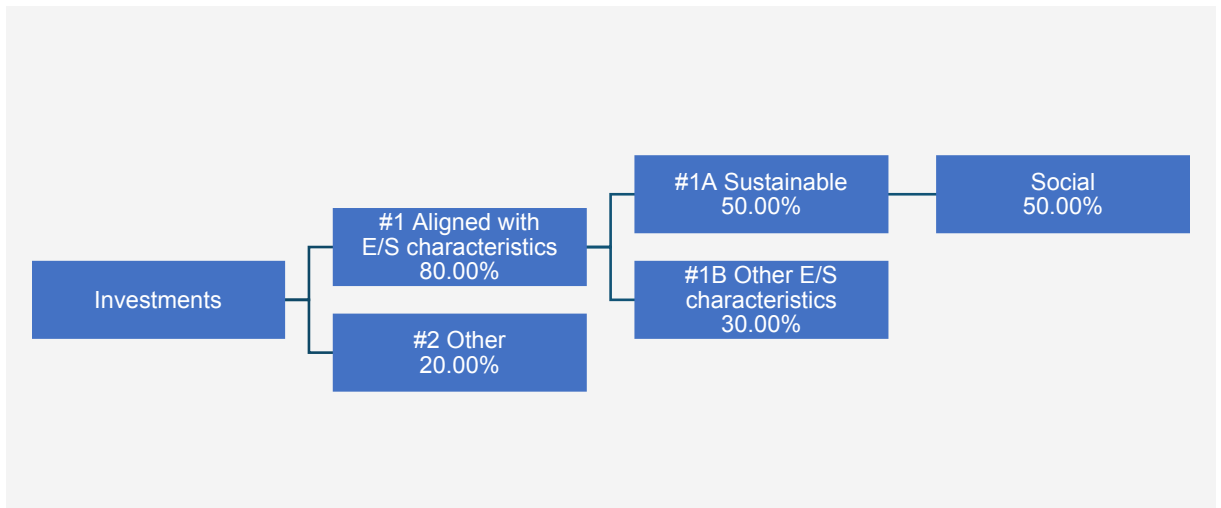 Investments
#1 Aligned with
E/S characteristics
80.00%
#2 Other
20.00%
#1A Sustainable
50.00%
#1B Other E/S
characteristics
30.00%
Social
50.00%